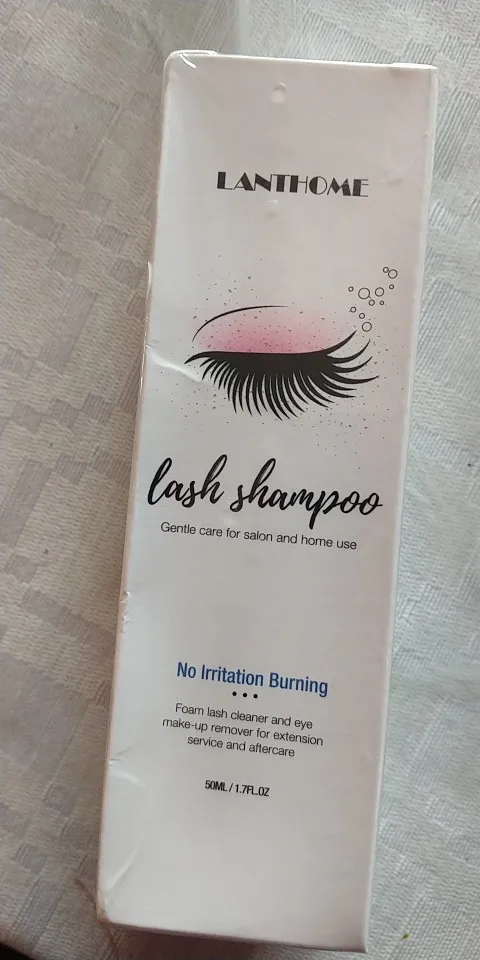 LANTHOME
lash shampoo
Gentle care for salon and home use
No Irritation Burning
Foam lash cleaner and eye
make-up remover for extension
service and aftercare
50ML / 1.7FL.OZ